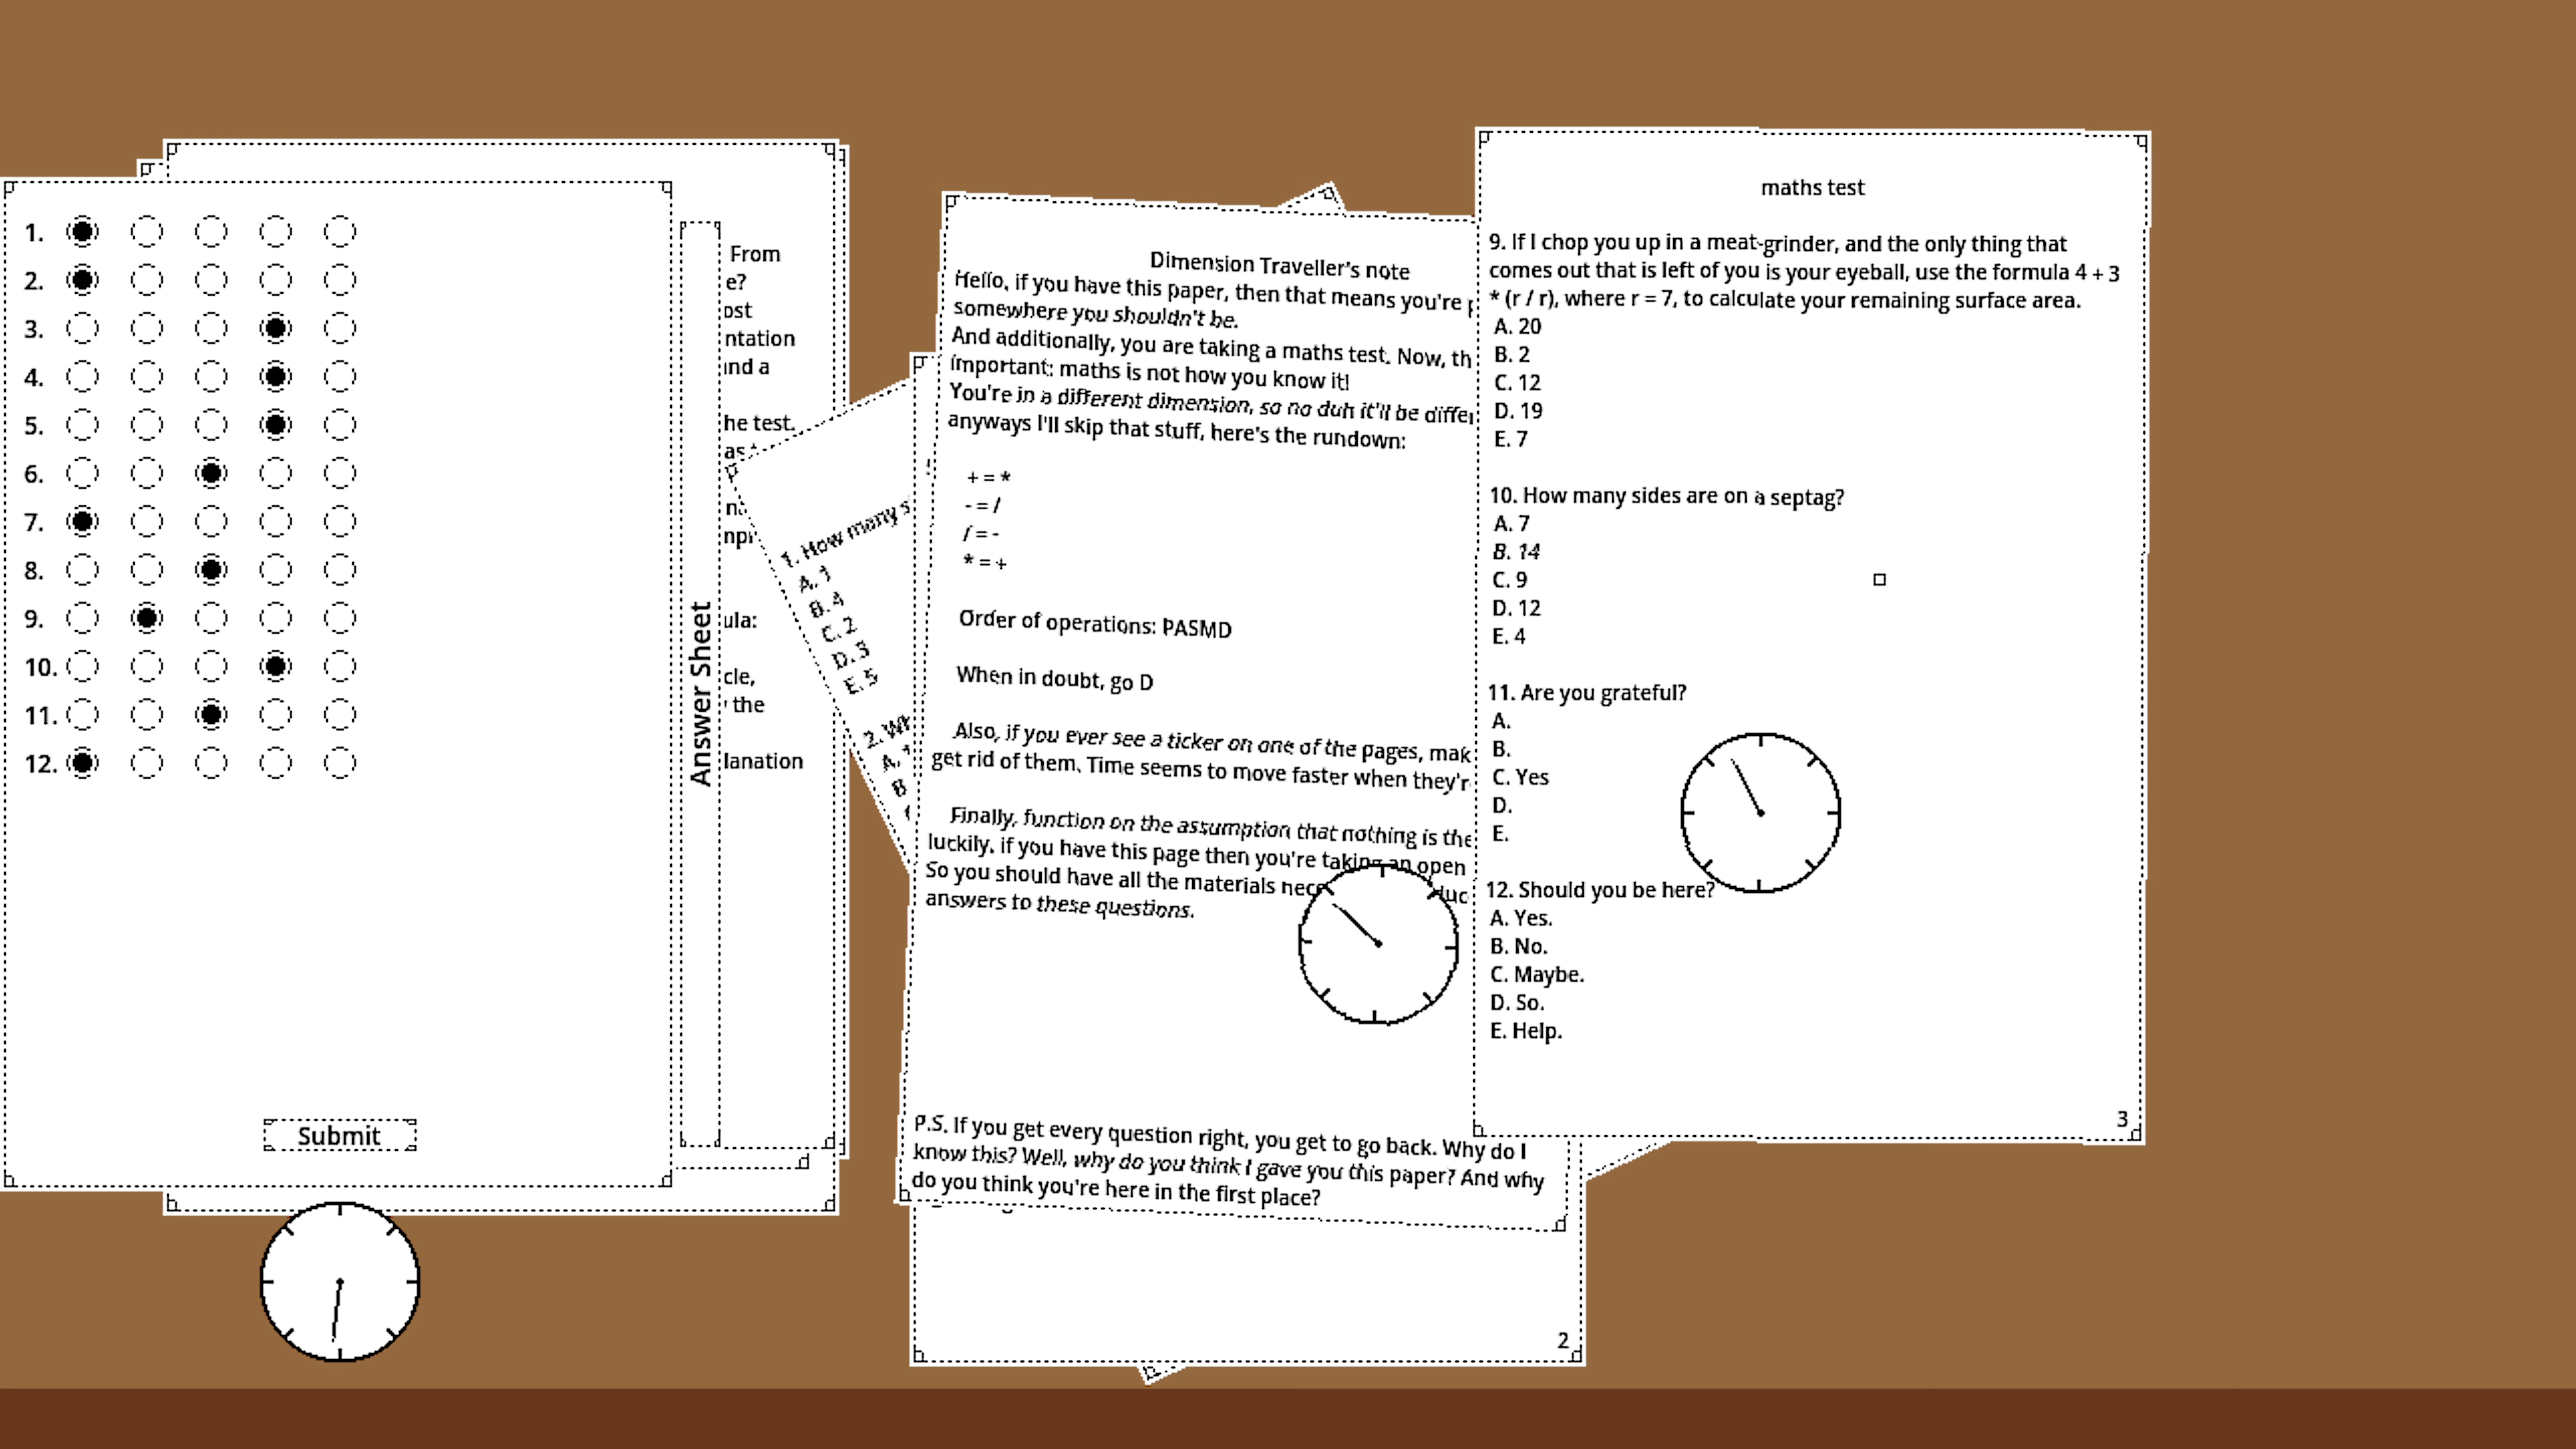 1.
2.
3.
4.
5.
6.
7.
8.
9.
10.
11.
12.
Submit
Answer Sheet
From
e?
ost
ntation
and a
he test.
as
npr
ula:
cle,
the
lanation
1. How many s
A. 1
B. 4
C. 2
D. 3
E. 5
2. Wh
A.
B
Dimension Traveller's note
Hello, if you have this paper, then that means you're
somewhere you shouldn't be.
And additionally, you are taking a maths test. Now, th
important: maths is not how you know it!
You're in a different dimension, so no duh it'll be differ
anyways I'll skip that stuff, here's the rundown:
+ = *
- = /
/ = -
* = +
Order of operations: PASMD
When in doubt, go D
Also, if you ever see a ticker on one of the pages, mak
get rid of them. Time seems to move faster when they'r
Finally, function on the assumption that nothing is the
luckily, if you have this page then you're taking an open
So you should have all the materials nece duc
answers to these questions.
P.S. If you get every question right, you get to go back. Why do I
know this? Well, why do you think I gave you this paper? And why
do you think you're here in the first place?
2
maths test
9. If I chop you up in a meat-grinder, and the only thing that
comes out that is left of you is your eyeball, use the formula 4 + 3
* (r / r), where r = 7, to calculate your remaining surface area.
A. 20
B. 2
C. 12
D. 19
E. 7
10. How many sides are on a septag?
A. 7
B. 14
C. 9
D. 12
E. 4
11. Are you grateful?
A.
B.
C. Yes
D.
E.
12. Should you be here?
A. Yes.
B. No.
C. Maybe.
D. So.
E. Help.
3